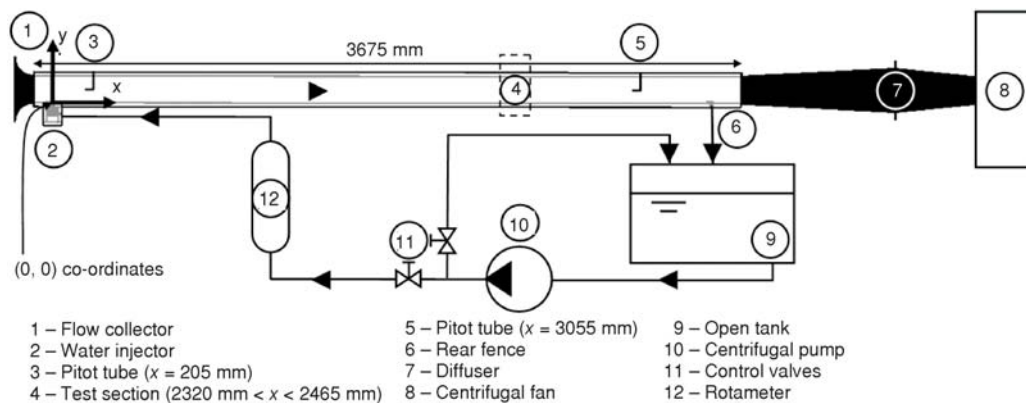 1
y
3
3675 mm
5
x
4
7
8
2
6
12
10
11
9
(0, 0) co-ordinates
1 – Flow collector
2 – Water injector
3 – Pitot tube (x = 205 mm)
4 – Test section (2320 mm < x < 2465 mm)
5 – Pitot tube (x = 3055 mm)
6 – Rear fence
7 – Diffuser
8 – Centrifugal fan
9 – Open tank
10 – Centrifugal pump
11 – Control valves
12 – Rotameter